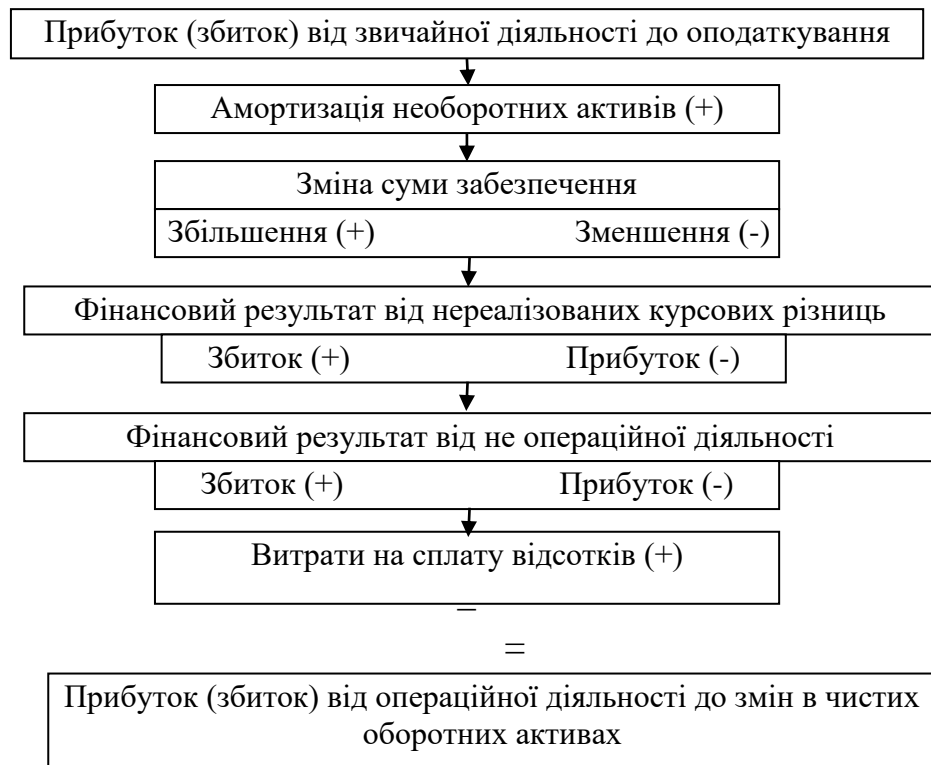 Прибуток (збиток) від звичайної діяльності до оподаткування
Амортизація необоротних активів (+)
Зміна суми забезпечення
Збільшення (+) Зменшення (-)
Фінансовий результат від нереалізованих курсових різниць
Збиток (+) Прибуток (-)
Фінансовий результат від не операційної діяльності
Збиток (+) Прибуток (-)
Витрати на сплату відсотків (+)
=
Прибуток (збиток) від операційної діяльності до змін в чистих
оборотних активах